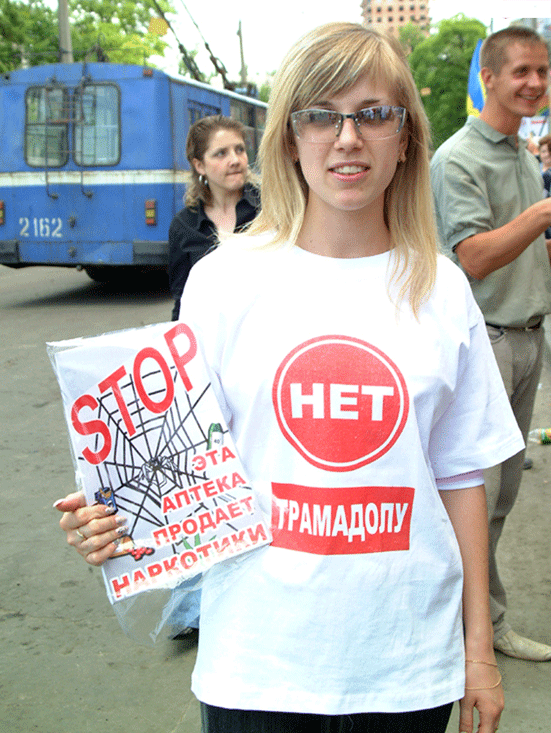 2162
НЕТ
ТРАМАДОЛУ
STOP
ЭТА
АПТЕКА
ПРОДАЕТ
НАРКОТИКИ